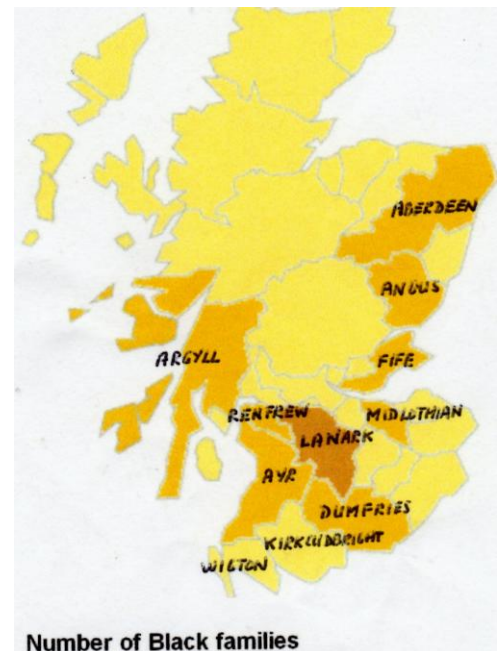 ABERDEEN
ANGUS
ARGYLL
FIFE
RENFREW
MIDLOTHIAN
LANARK
AYR
DUMFRIES
KIRKCUDBRIGHT
WIGTON
Number of Black families